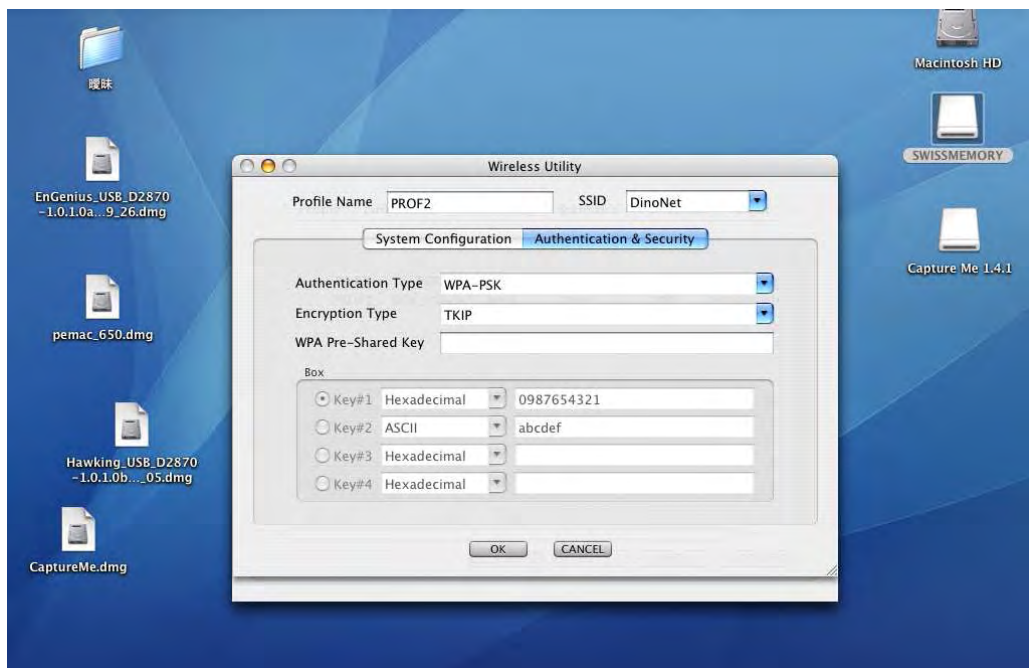 曖昧
EnGenius_USB_D2870
-1.0.1.0a...9_26.dmg
pemac_650.dmg
Hawking_USB_D2870
-1.0.1.0b..._05.dmg
CaptureMe.dmg
Macintosh HD
SWISSMEMORY
Capture Me 1.4.1
Wireless Utility
Profile Name PROF2 SSID DinoNet
System Configuration Authentication & Security
Authentication Type WPA-PSK
Encryption Type TKIP
WPA Pre-Shared Key
Box
Key#1 Hexadecimal 0987654321
Key#2 ASCII abcdef
Key#3 Hexadecimal
Key#4 Hexadecimal
OK CANCEL